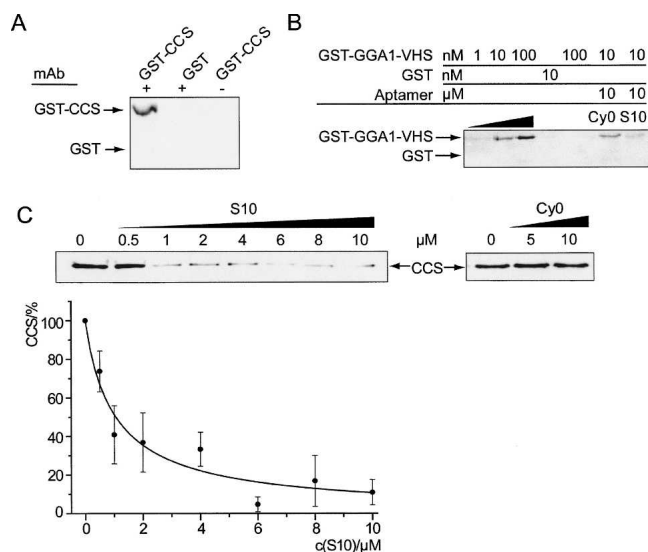 A
GST-CCS
GST
GST-CCS
mAb
+ + -
GST-CCS
GST
B
GST-GGA1-VHS nM 1 10 100 100 10 10
GST nM 10
Aptamer µM 10 10
Cy0 S10
GST-GGA1-VHS
GST
C
S10
0 0.5 1 2 4 6 8 10 µM
CCS
Cy0
0 5 10
CCS/%
100
80
60
40
20
0
0 2 4 6 8 10
c(S10)/µM